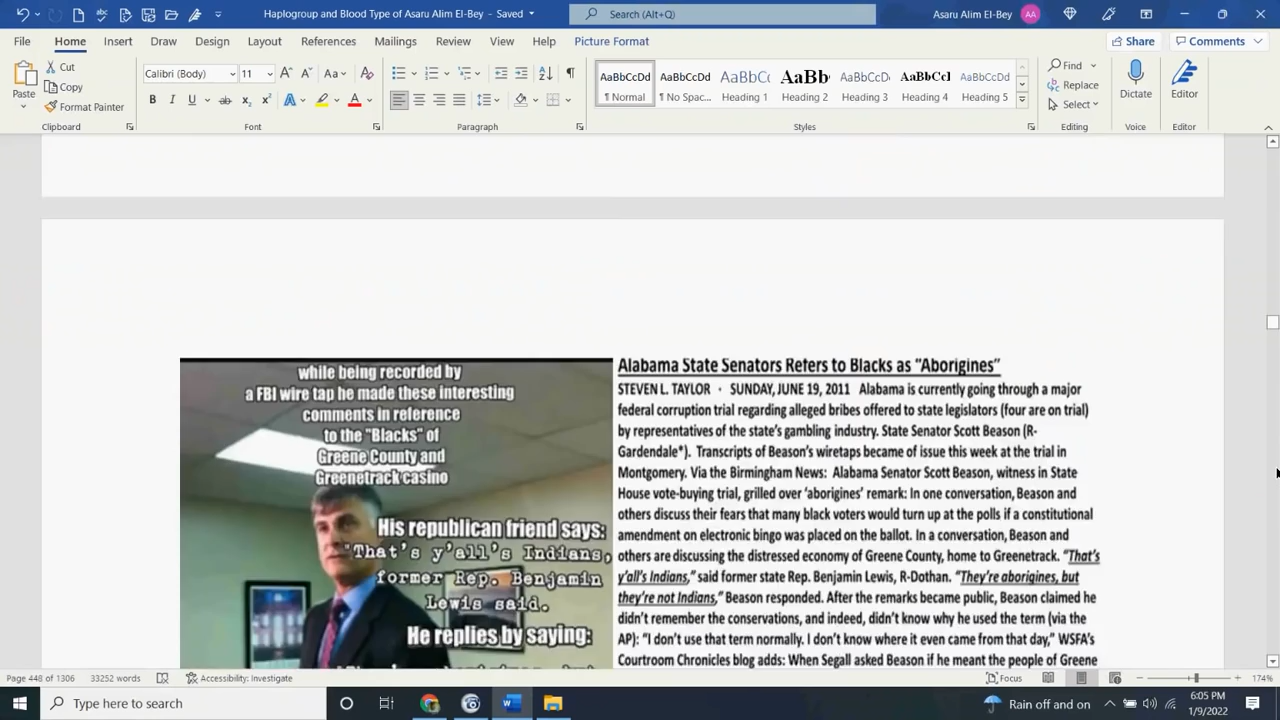 Haplogroup and Blood Type of Asaru Alim El-Bey - Saved
Search (Alt+Q)
Asaru Alim El-Bey
AA
File
Home
Insert
Draw
Design
Layout
References
Mailings
Review
View
Help
Picture Format
Share
Comments
Paste
Cut
Copy
Format Painter
Calibri (Body)
11
AaBbCcDd
AaBbCcDd
AaBbCc
AaBb
AaBbCcDd
AaBbCcI
AaBbCcDd
¶ Normal
¶ No Spac...
Heading 1
Heading 2
Heading 3
Heading 4
Heading 5
Find
Replace
Select
Dictate
Editor
Clipboard
Font
Paragraph
Styles
Editing
Voice
Editor
while being recorded by
a FBI wire tap he made these interesting
comments in reference
to the "Blacks" of
Greene County and
Greenetrack casino
His republican friend says:
"That's y'all's Indians,
former Rep. Benjamin
Lewis said.
He replies by saying:
Alabama State Senators Refers to Blacks as "Aborigines"
STEVEN L. TAYLOR · SUNDAY, JUNE 19, 2011 Alabama is currently going through a major
federal corruption trial regarding alleged bribes offered to state legislators (four are on trial)
by representatives of the state's gambling industry. State Senator Scott Beason (R-
Gardendale*). Transcripts of Beason's wiretaps became of issue this week at the trial in
Montgomery. Via the Birmingham News: Alabama Senator Scott Beason, witness in State
House vote-buying trial, grilled over 'aborigines' remark: In one conversation, Beason and
others discuss their fears that many black voters would turn up at the polls if a constitutional
amendment on electronic bingo was placed on the ballot. In a conversation, Beason and
others are discussing the distressed economy of Greene County, home to Greenetrack. "That's
y'all's Indians," said former state Rep. Benjamin Lewis, R-Dothan. "They're aborigines, but
they're not Indians," Beason responded. After the remarks became public, Beason claimed he
didn't remember the conversations, and indeed, didn't know why he used the term (via the
AP): "I don't use that term normally. I don't know where it even came from that day," WSFA's
Courtroom Chronicles blog adds: When Segall asked Beason if he meant the people of Greene
Page 448 of 1306
33252 words
Accessibility: Investigate
Focus
174%
Type here to search
Rain off and on
6:05 PM
1/9/2022